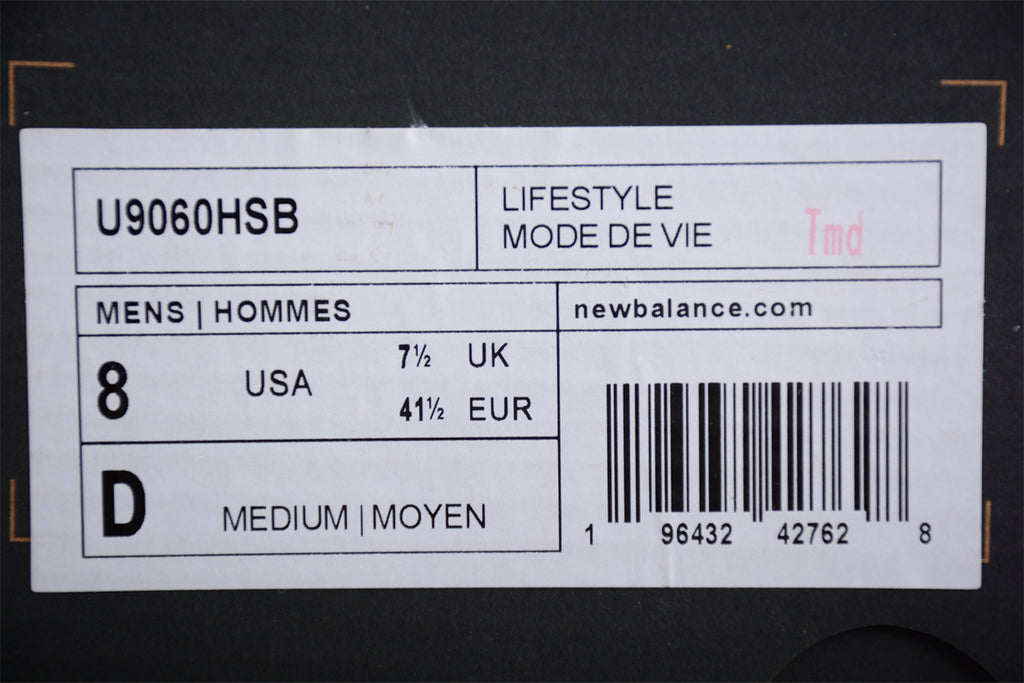 U9060HSB
LIFESTYLE
MODE DE VIE
Tmd
MENS | HOMMES
newbalance.com
8 USA
7½ UK
41½ EUR
D MEDIUM | MOYEN
1 96432 42762 8